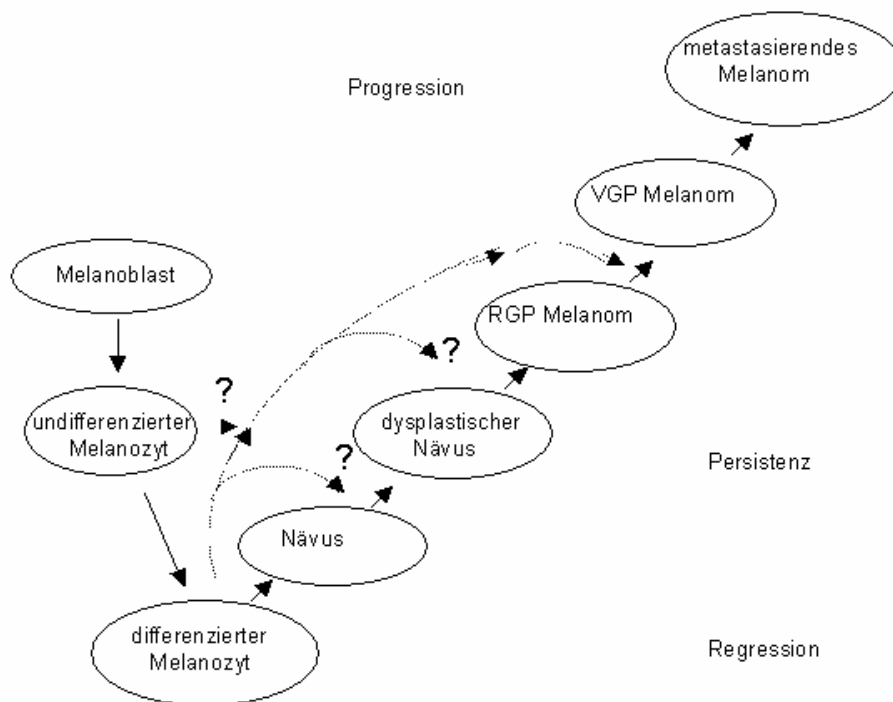 metastasierendes
Melanom
Progression
VGP Melanom
Melanoblast
RGP Melanom
?
?
undifferenzierter
Melanozyt
dysplastischer
Nävus
?
Persistenz
Nävus
differenzierter
Melanozyt
Regression